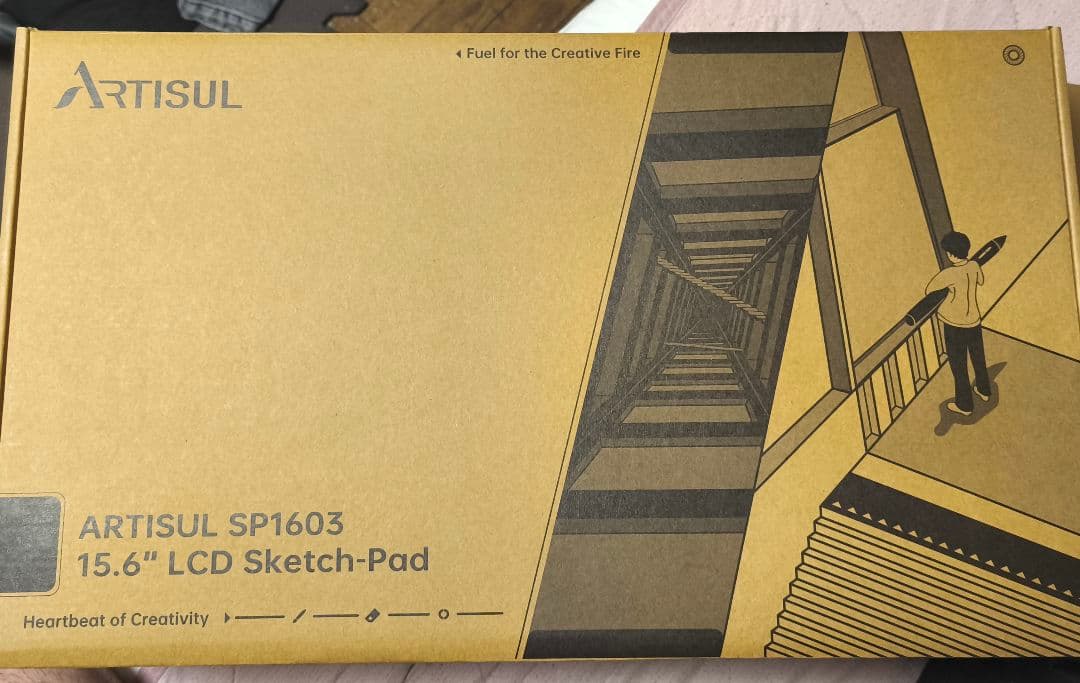 Fuel for the Creative Fire
ARTISUL
ARTISUL SP1603
15.6" LCD Sketch-Pad
Heartbeat of Creativity